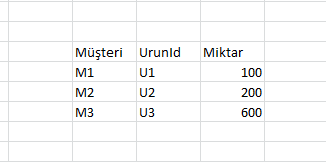 Müşteri UrunId Miktar
M1 U1 100
M2 U2 200
M3 U3 600